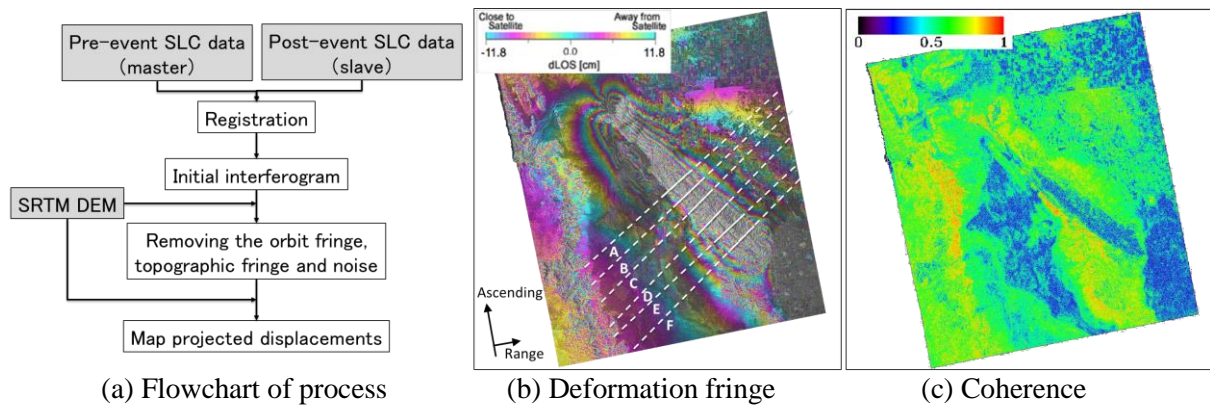 Pre-event SLC data
(master)
Post-event SLC data
(slave)
Registration
Initial interferogram
SRTM DEM
Removing the orbit fringe,
topographic fringe and noise
Map projected displacements
(a) Flowchart of process
Close to
Satellite
Away from
Satellite
-11.8
0.0
11.8
dLOS [cm]
A
B
C
D
E
F
Ascending
Range
(b) Deformation fringe
0
0.5
1
(c) Coherence